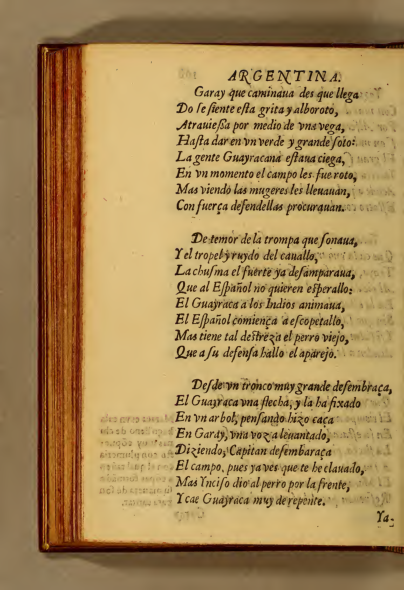 ARGENTINA.
Garay que caminaua des que llega
Do se siente esta grita y alboroto,
Atrauiessa por medio de vna vega,
Hasta dar en vn verde y grande soto:
La gente Guayracana estaua ciega,
En vn momento el campo les fue roto,
Mas viendo las mugeres les lleuauan,
Con fuerça defendellas procurauan.
De temor de la trompa que sonaua,
Y el tropel y ruydo del cauallo,
La chusma el fuerte ya desamparaua,
Que al Español no quieren esperallo:
El Guayraca a los Indios animaua,
El Español comiença a escopetallo,
Mas tiene tal destreza el perro viejo,
Que a su defensa hallo el aparejo.
Desde vn tronco muy grande desembraça,
El Guayraca vna flecha, y la ha fixado
En vn arbol, pensando hizo caça
En Garay, vna voz a leuantado,
Diziendo, Capitan desembaraça
El campo, pues ya ves que te he clauado,
Mas Ynciso dio al perro por la frente,
Y cae Guayraca muy de repente.
Ya-